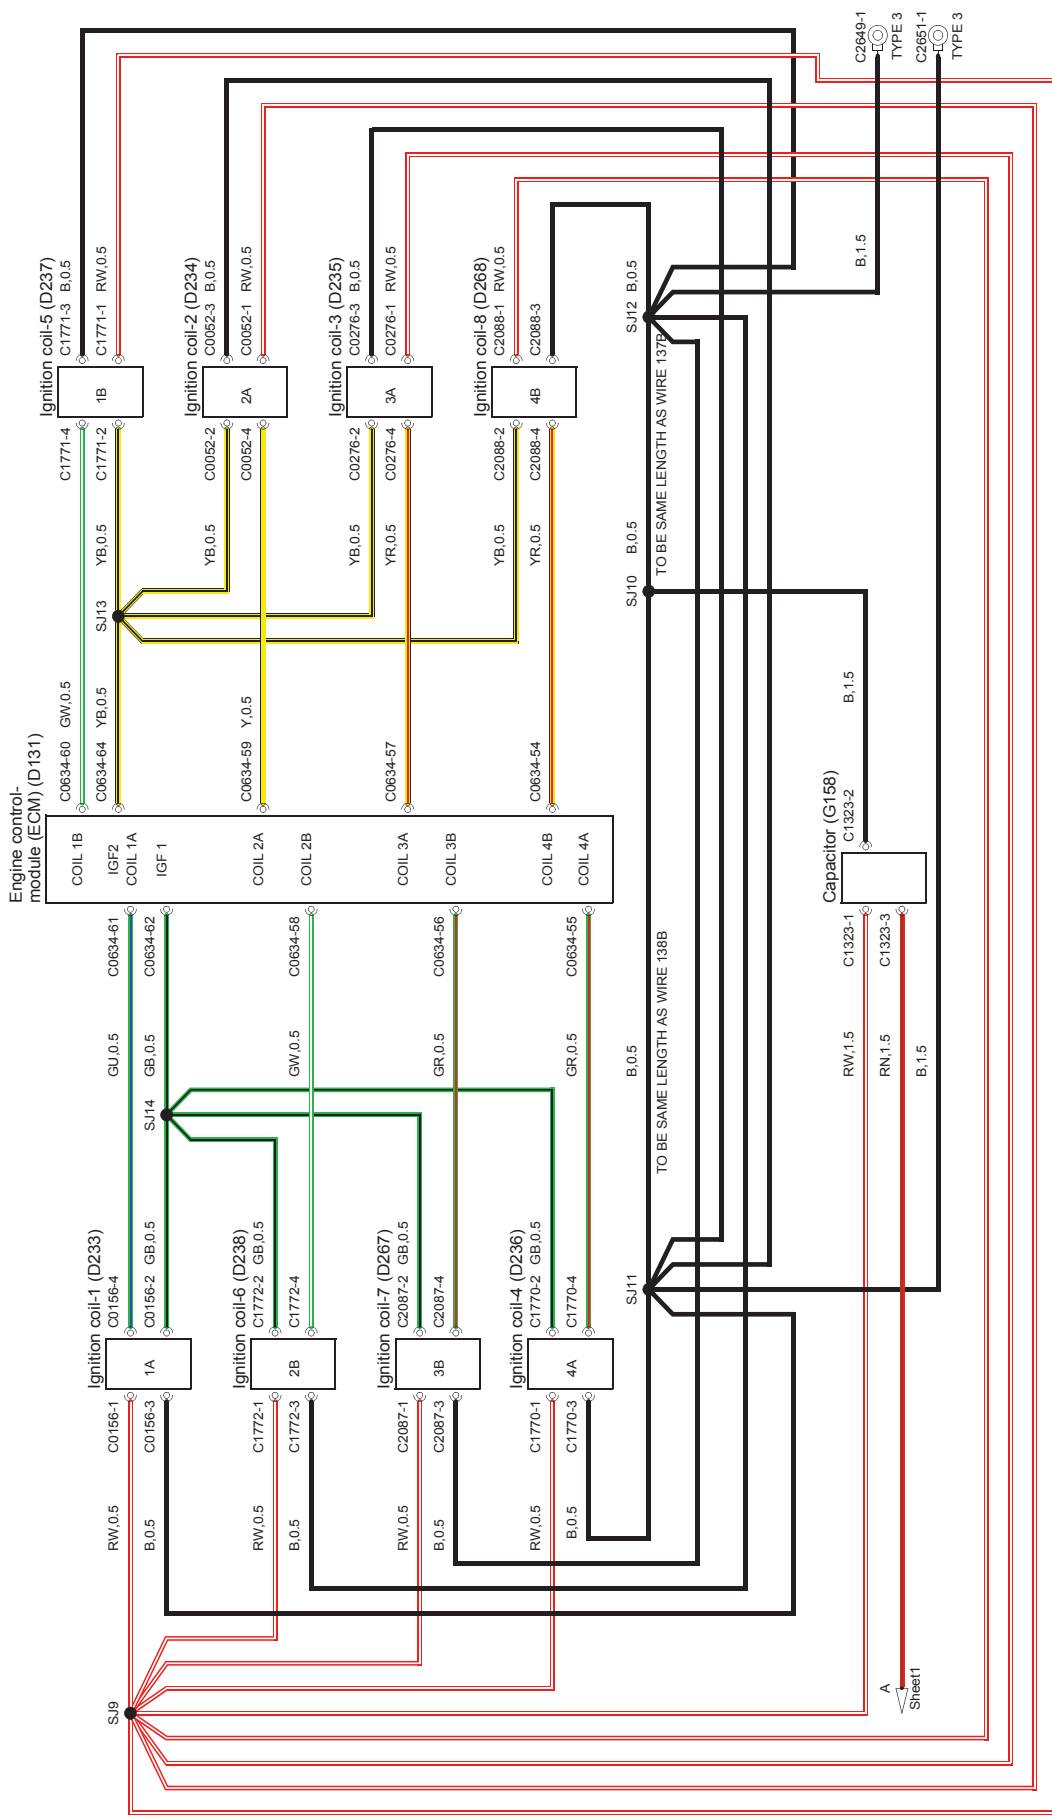 Engine control-
module (ECM) (D131)
COIL 1B
IGF2
COIL 1A
IGF 1
COIL 2A
COIL 2B
COIL 3A
COIL 3B
COIL 4B
COIL 4A
Ignition coil-1 (D233)
C0156-1
C0156-3
1A
C0156-4
C0156-2
RW,0.5
B,0.5
GB,0.5
GU,0.5
GB,0.5
C0634-61
C0634-62
SJ14
SJ9
Ignition coil-6 (D238)
C1772-1
C1772-3
2B
C1772-2
C1772-4
RW,0.5
B,0.5
GB,0.5
GW,0.5
C0634-58
Ignition coil-7 (D267)
C2087-1
C2087-3
3B
C2087-2
C2087-4
RW,0.5
B,0.5
GB,0.5
GR,0.5
C0634-56
Ignition coil-4 (D236)
C1770-1
C1770-3
4A
C1770-2
C1770-4
RW,0.5
B,0.5
GB,0.5
GR,0.5
C0634-55
C0634-60
GW,0.5
C0634-64
YB,0.5
SJ13
YB,0.5
C1771-4
C1771-2
Ignition coil-5 (D237)
1B
C1771-3
B,0.5
C1771-1
RW,0.5
C0634-59
Y,0.5
YB,0.5
C0052-2
C0052-4
Ignition coil-2 (D234)
2A
C0052-3
B,0.5
C0052-1
RW,0.5
C0634-57
YB,0.5
YR,0.5
C0276-2
C0276-4
Ignition coil-3 (D235)
3A
C0276-3
B,0.5
C0276-1
RW,0.5
C0634-54
YB,0.5
YR,0.5
C2088-2
C2088-4
Ignition coil-8 (D268)
4B
C2088-1
RW,0.5
C2088-3
SJ11
B,0.5
TO BE SAME LENGTH AS WIRE 138B
SJ10
B,0.5
TO BE SAME LENGTH AS WIRE 137B
SJ12
B,0.5
Capacitor (G158)
C1323-1
C1323-3
C1323-2
RW,1.5
RN,1.5
B,1.5
B,1.5
B,1.5
A
Sheet1
C2649-1
TYPE 3
C2651-1
TYPE 3